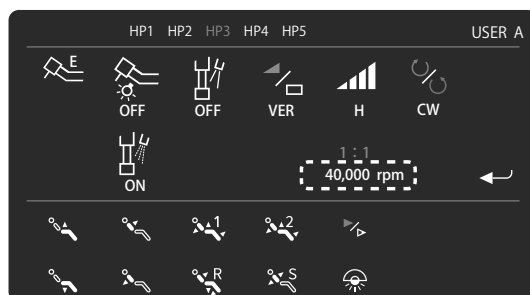 HP1 HP2 HP3 HP4 HP5 USER A
E
OFF OFF VER H CW
ON
1:1
40,000 rpm
1 2
R S